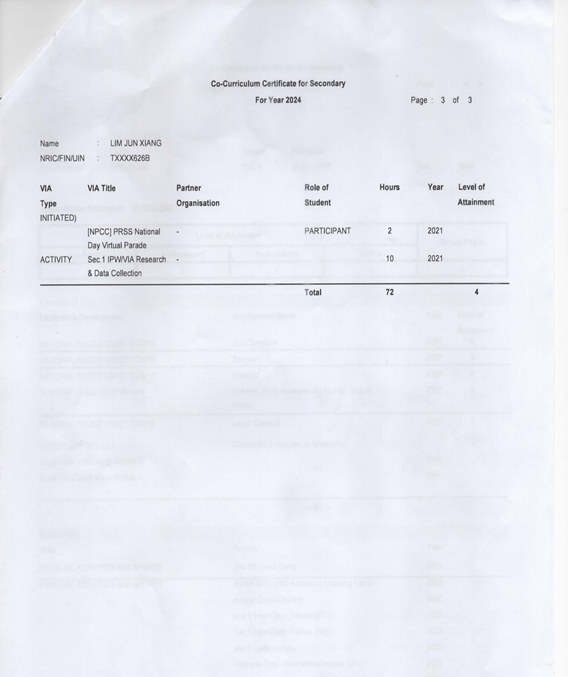 Co-Curriculum Certificate for Secondary
For Year 2024
Page : 3 of 3
Name : LIM JUN XIANG
NRIC/FIN/UIN : TXXXX626B
VIA VIA Title Partner Role of Hours Year Level of
Type Organisation Student Attainment
INITIATED)
[NPCC] PRSS National - PARTICIPANT 2 2021
Day Virtual Parade
ACTIVITY Sec 1 IPW/VIA Research - 10 2021
& Data Collection
Total 72 4